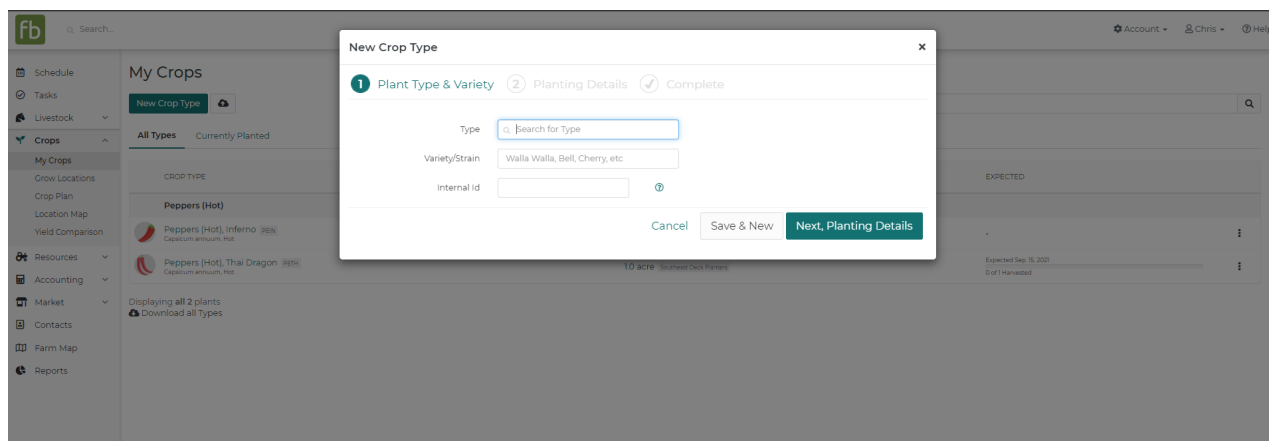 fb
Search...
Account
Chris
Help
Schedule
Tasks
Livestock
Crops
My Crops
Grow Locations
Crop Plan
Location Map
Yield Comparison
Resources
Accounting
Market
Contacts
Farm Map
Reports
My Crops
New Crop Type
All Types Currently Planted
CROP TYPE EXPECTED
Peppers (Hot)
Peppers (Hot), Inferno PEIN
Capsicum annuum, Hot
-
Peppers (Hot), Thai Dragon PETH
Capsicum annuum, Hot
1.0 acre Southeast Deck Planters
Expected Sep. 15, 2021
0 of 1 Harvested
Displaying all 2 plants
Download all Types
New Crop Type ×
1 Plant Type & Variety 2 Planting Details Complete
Type Search for Type
Variety/Strain Walla Walla, Bell, Cherry, etc
Internal Id
Cancel Save & New Next, Planting Details